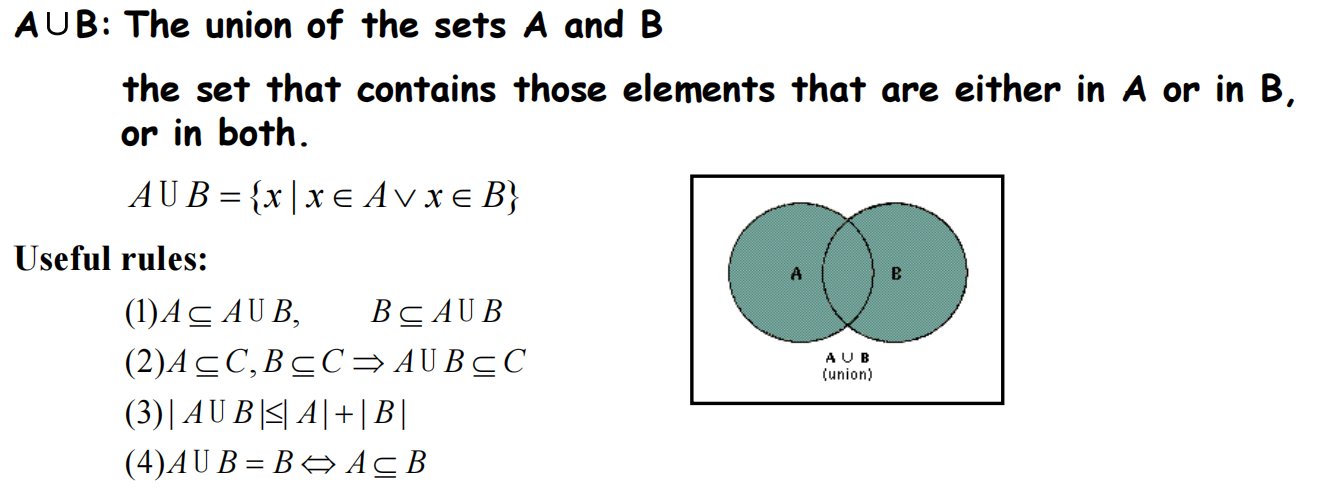 A∪B: The union of the sets A and B
the set that contains those elements that are either in A or in B,
or in both.
A ∪ B = {x | x ∈ A ∨ x ∈ B}
Useful rules:
(1) A ⊆ A ∪ B, B ⊆ A ∪ B
(2) A ⊆ C, B ⊆ C ⇒ A ∪ B ⊆ C
(3) | A ∪ B |≤| A | + | B |
(4) A ∪ B = B ⇔ A ⊆ B
A B
A ∪ B
(union)